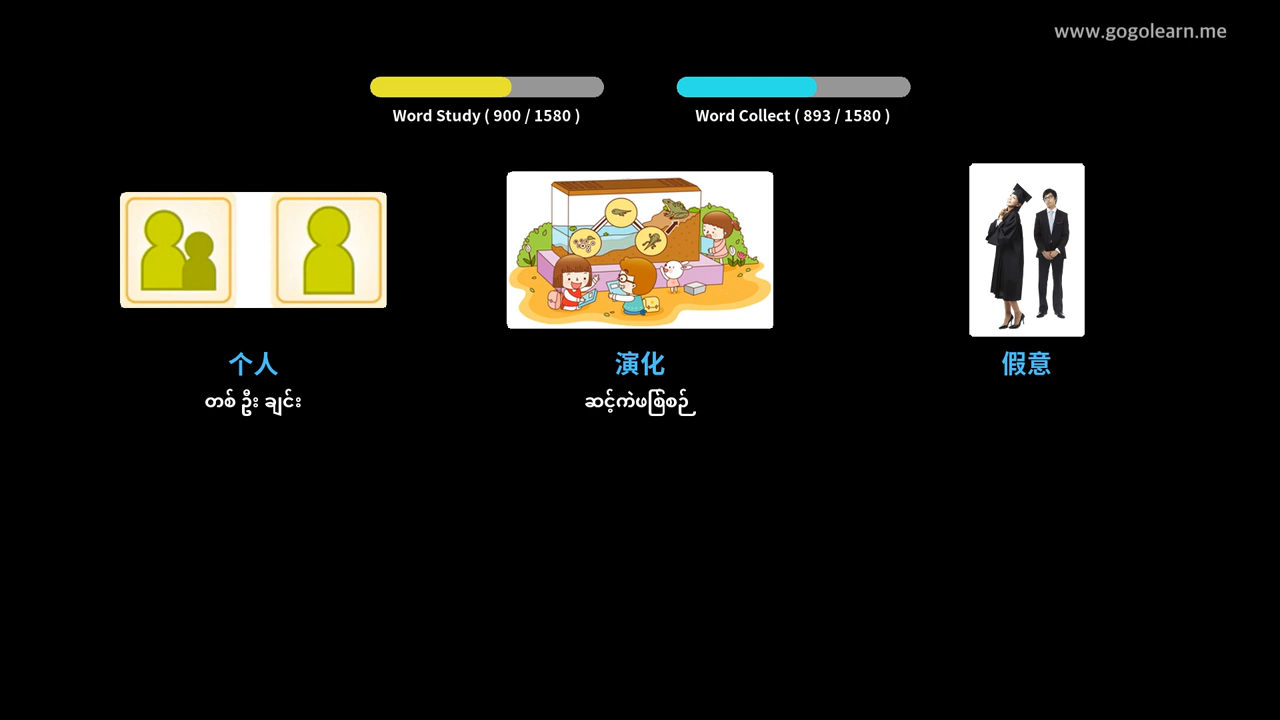 www.gogolearn.me
Word Study ( 900 / 1580 )
Word Collect ( 893 / 1580 )
个人
演化
假意
တစ် ဦး ချင်း
ဆင့်ကဲဖြစ်စဉ်